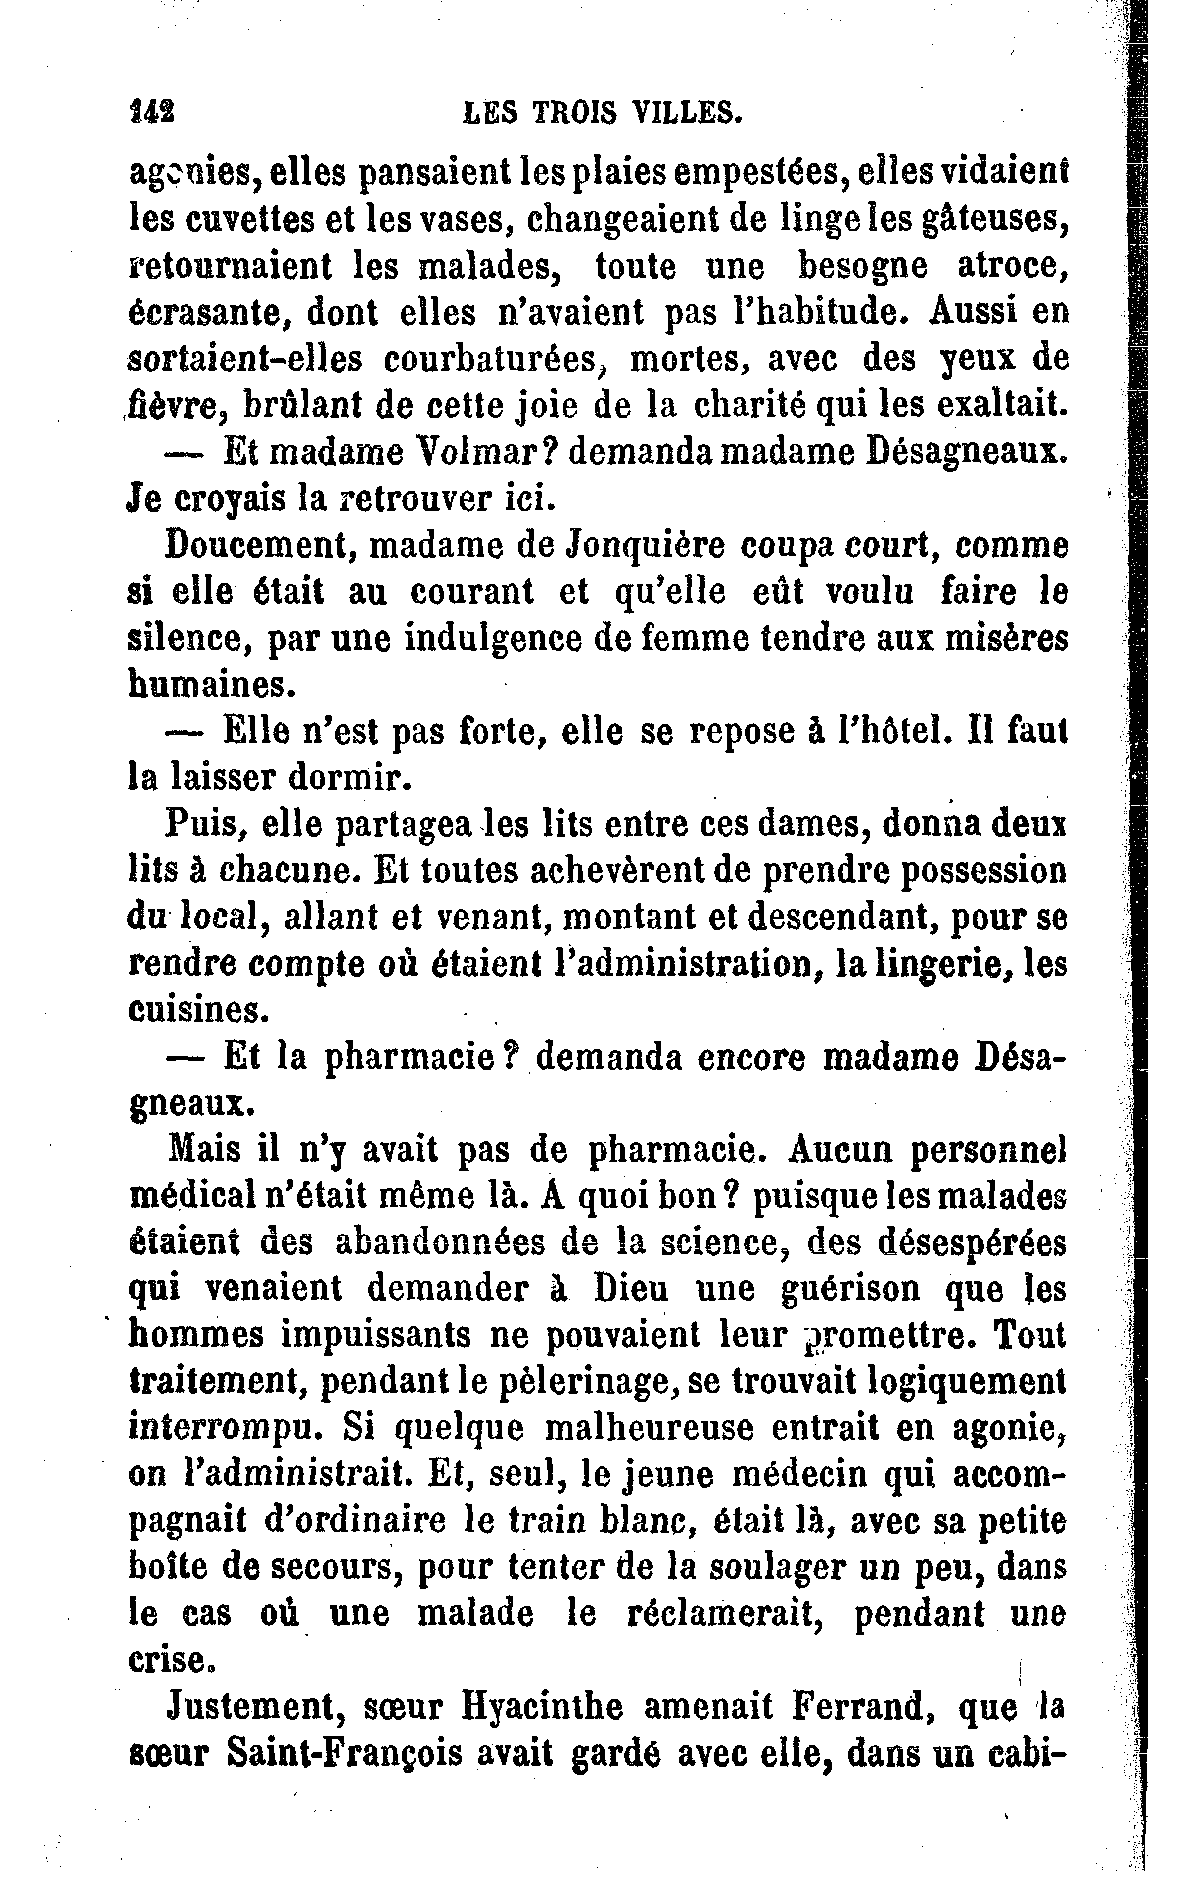 142 LES TROIS VILLES.
agonies, elles pansaient les plaies empestées, elles vidaient
les cuvettes et les vases, changeaient de linge les gâteuses,
retournaient les malades, toute une besogne atroce,
écrasante, dont elles n'avaient pas l'habitude. Aussi en
sortaient-elles courbaturées, mortes, avec des yeux de
fièvre, brûlant de cette joie de la charité qui les exaltait.
— Et madame Volmar? demanda madame Désagneaux.
Je croyais la retrouver ici.
Doucement, madame de Jonquière coupa court, comme
si elle était au courant et qu'elle eût voulu faire le
silence, par une indulgence de femme tendre aux misères
humaines.
— Elle n'est pas forte, elle se repose à l'hôtel. Il faut
la laisser dormir.
Puis, elle partagea les lits entre ces dames, donna deux
lits à chacune. Et toutes achevèrent de prendre possession
du local, allant et venant, montant et descendant, pour se
rendre compte où étaient l'administration, la lingerie, les
cuisines.
— Et la pharmacie? demanda encore madame Désa-
gneaux.
Mais il n'y avait pas de pharmacie. Aucun personnel
médical n'était même là. A quoi bon? puisque les malades
étaient des abandonnées de la science, des désespérées
qui venaient demander à Dieu une guérison que les
hommes impuissants ne pouvaient leur promettre. Tout
traitement, pendant le pèlerinage, se trouvait logiquement
interrompu. Si quelque malheureuse entrait en agonie,
on l'administrait. Et, seul, le jeune médecin qui accom-
pagnait d'ordinaire le train blanc, était là, avec sa petite
boîte de secours, pour tenter de la soulager un peu, dans
le cas où une malade le réclamerait, pendant une
crise.
Justement, sœur Hyacinthe amenait Ferrand, que la
sœur Saint-François avait gardé avec elle, dans un cabi-